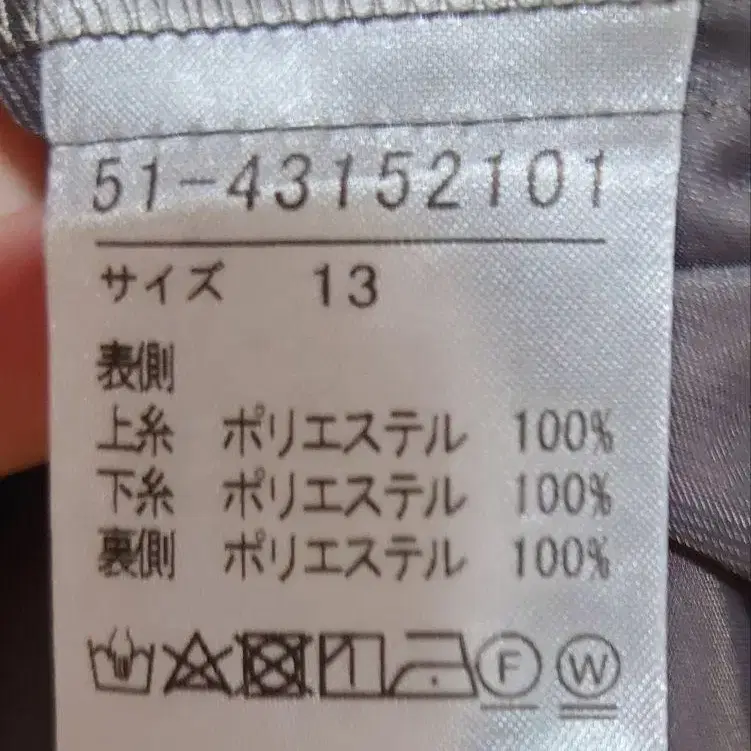 51-43152101
サイズ 13
表側
上糸 ポリエステル 100%
下糸 ポリエステル 100%
裏側 ポリエステル 100%
F W